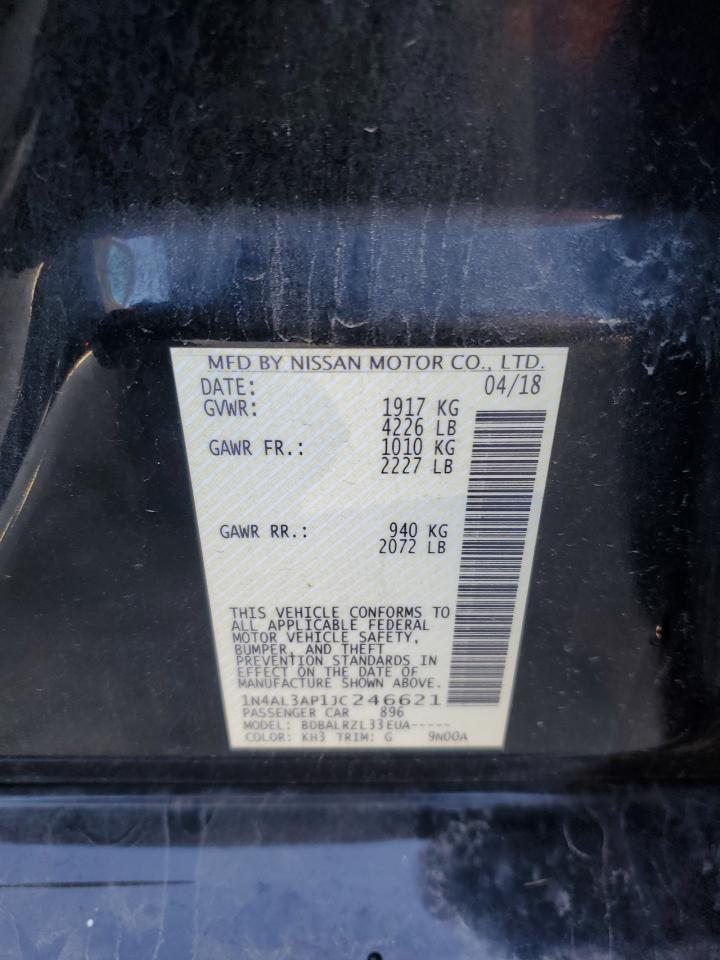 MFD BY NISSAN MOTOR CO., LTD.
DATE: 04/18
GVWR: 1917 KG
4226 LB
GAWR FR.: 1010 KG
2227 LB
GAWR RR.: 940 KG
2072 LB
THIS VEHICLE CONFORMS TO
ALL APPLICABLE FEDERAL
MOTOR VEHICLE SAFETY,
BUMPER, AND THEFT
PREVENTION STANDARDS IN
EFFECT ON THE DATE OF
MANUFACTURE SHOWN ABOVE.
1N4AL3AP1JC246621
PASSENGER CAR 896
MODEL: BDBALRZL33EUA-----
COLOR: KH3 TRIM: G 9N00A